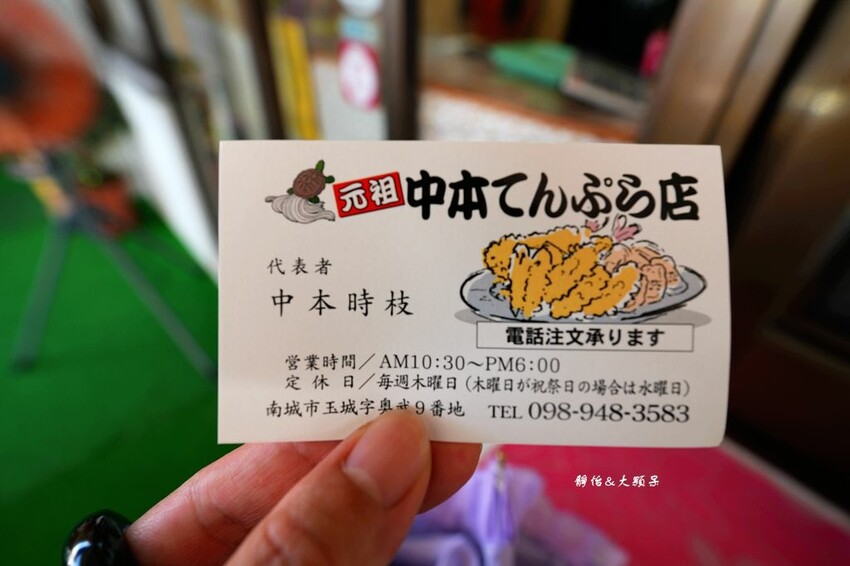 元祖 中本てんぷら店
代表者
中本時枝
電話注文承ります
営業時間／AM10:30～PM6:00
定休日／毎週木曜日（木曜日が祝祭日の場合は水曜日）
南城市玉城字奥武9番地 TEL 098-948-3583
靜怡&大顆呆